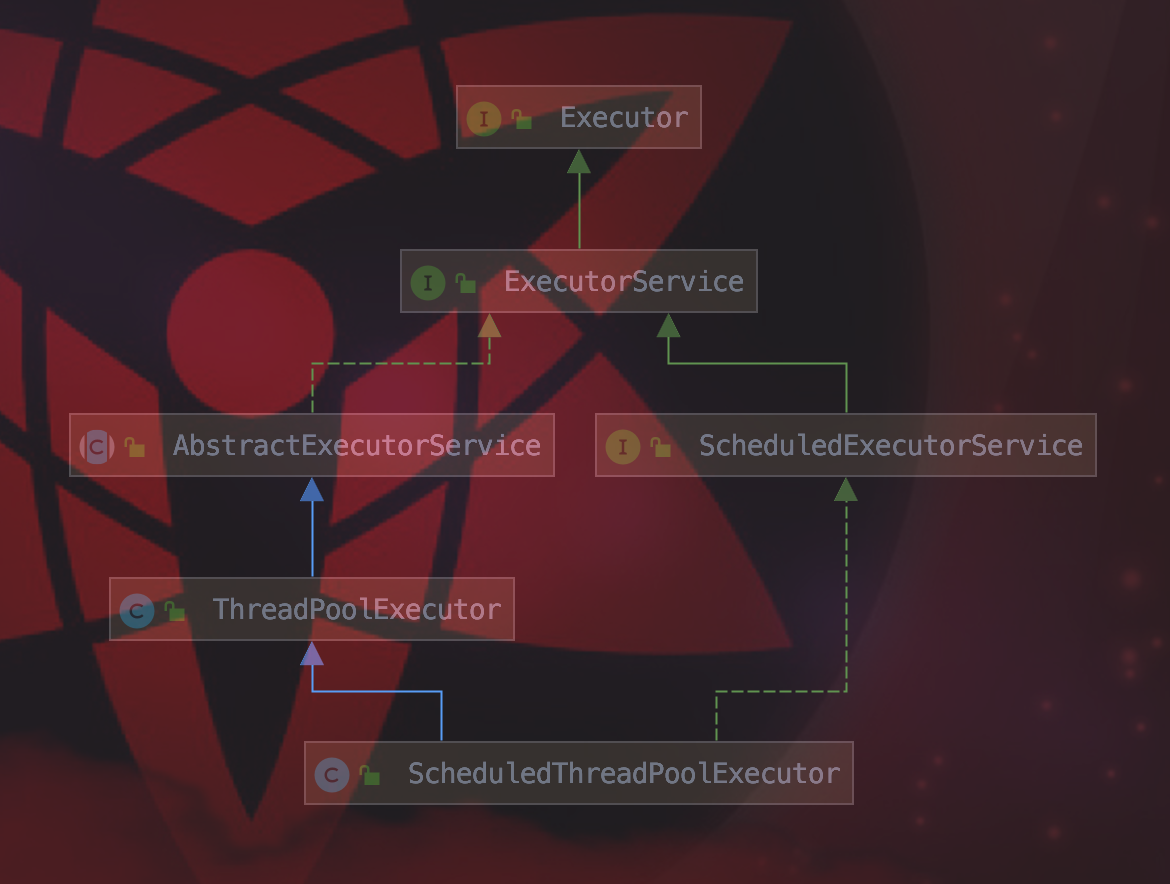 I Executor
I ExecutorService
C AbstractExecutorService
I ScheduledExecutorService
C ThreadPoolExecutor
C ScheduledThreadPoolExecutor